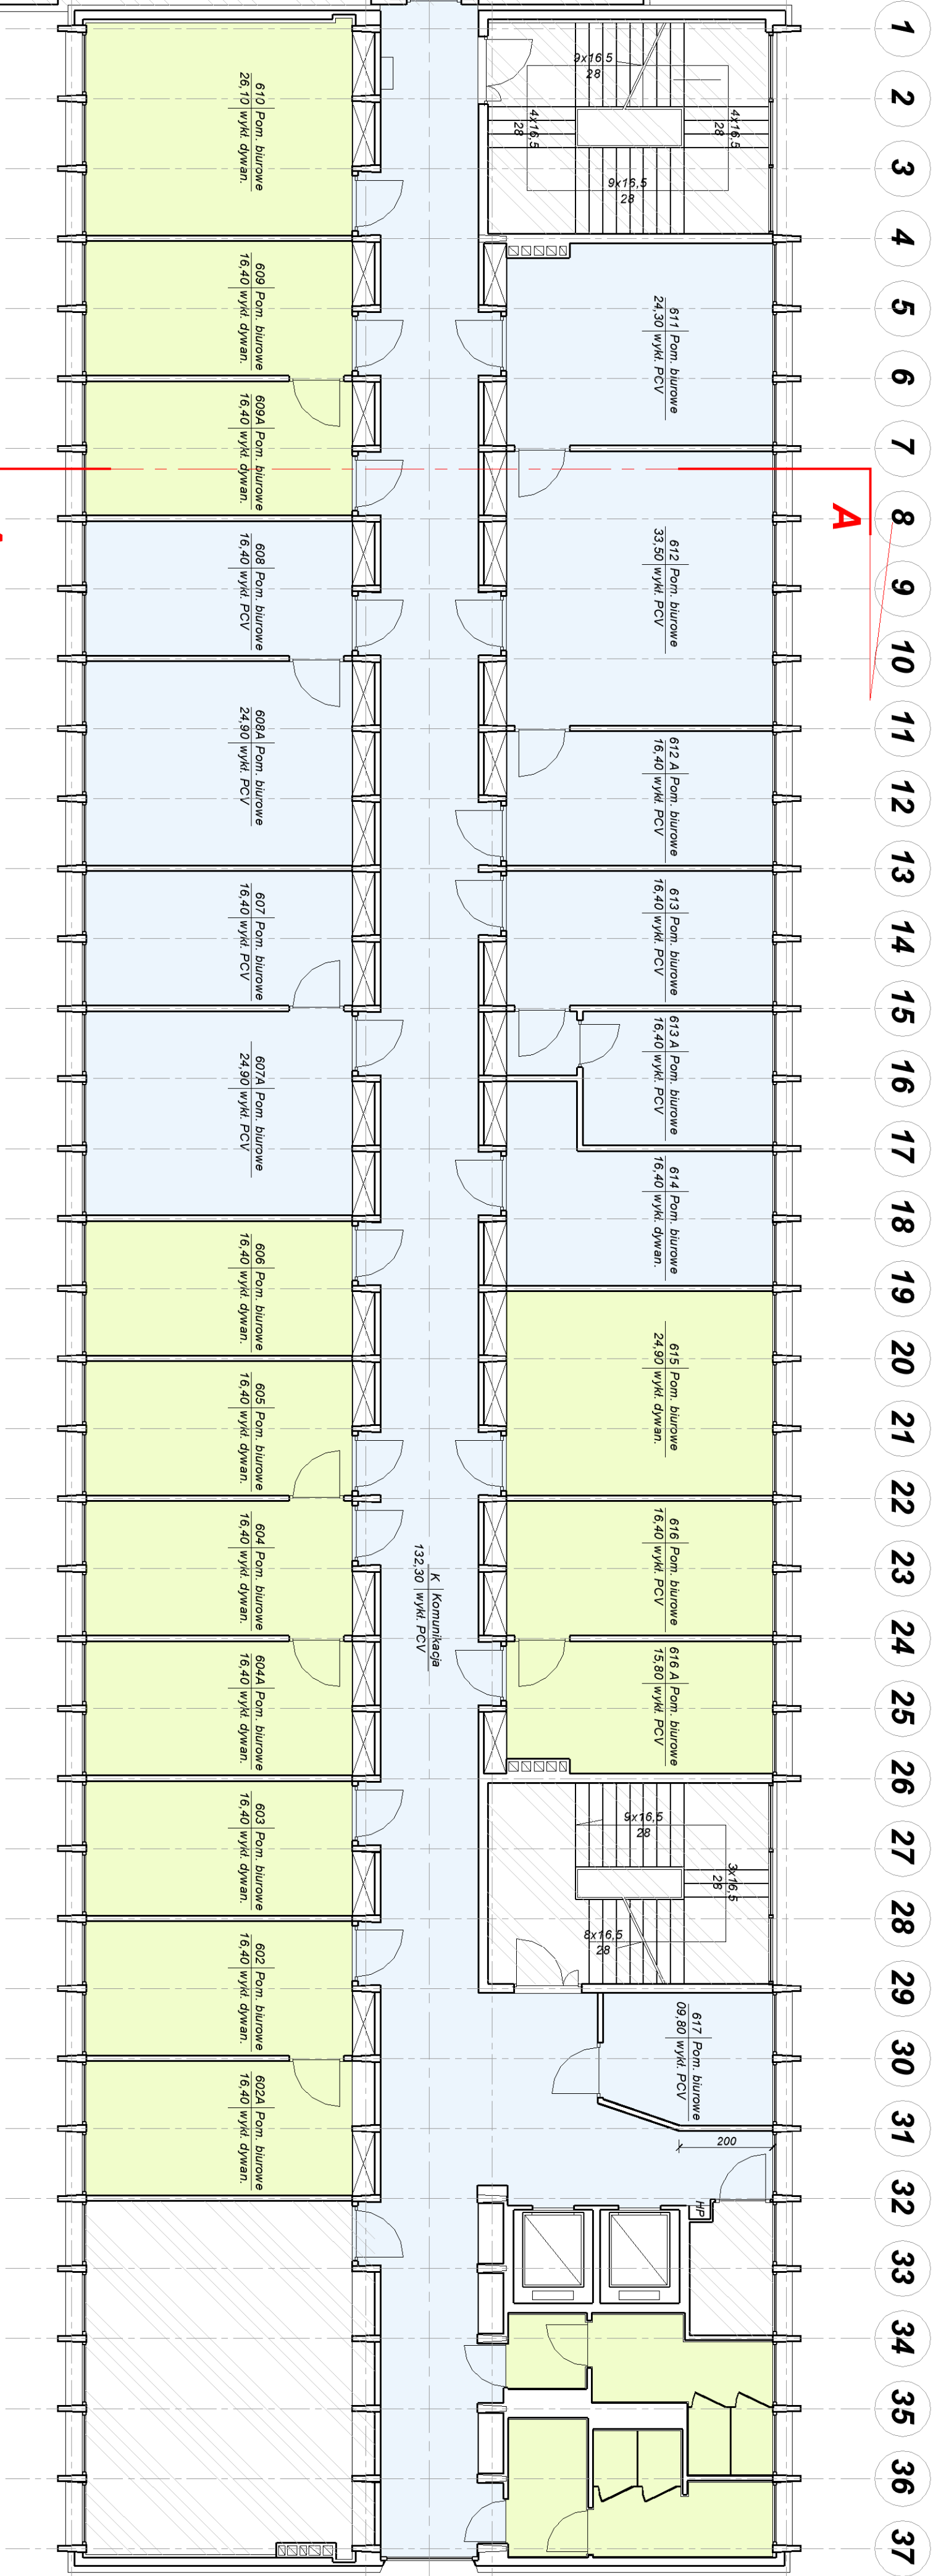 1
2
3
4
5
6
7
8
9
10
11
12
13
14
15
16
17
18
19
20
21
22
23
24
25
26
27
28
29
30
31
32
33
34
35
36
37
A
9x16,5
28
4x16,5
28
4x16,5
28
9x16,5
28
610 Pom. biurowe
26,10 wykł. dywan.
609 Pom. biurowe
16,40 wykł. dywan.
609A Pom. biurowe
16,40 wykł. dywan.
608 Pom. biurowe
16,40 wykł. PCV
608A Pom. biurowe
24,90 wykł. PCV
607 Pom. biurowe
16,40 wykł. PCV
607A Pom. biurowe
24,90 wykł. PCV
606 Pom. biurowe
16,40 wykł. dywan.
605 Pom. biurowe
16,40 wykł. dywan.
604 Pom. biurowe
16,40 wykł. dywan.
604A Pom. biurowe
16,40 wykł. dywan.
603 Pom. biurowe
16,40 wykł. dywan.
602 Pom. biurowe
16,40 wykł. dywan.
602A Pom. biurowe
16,40 wykł. dywan.
K Komunikacja
132,30 wykł. PCV
611 Pom. biurowe
24,30 wykł. PCV
612 Pom. biurowe
33,50 wykł. PCV
612 A Pom. biurowe
16,40 wykł. PCV
613 Pom. biurowe
16,40 wykł. PCV
613 A Pom. biurowe
16,40 wykł. PCV
614 Pom. biurowe
16,40 wykł. dywan.
615 Pom. biurowe
24,90 wykł. dywan.
616 Pom. biurowe
16,40 wykł. PCV
616 A Pom. biurowe
15,80 wykł. PCV
9x16,5
28
3x16,5
28
8x16,5
28
617 Pom. biurowe
09,80 wykł. PCV
200
HP